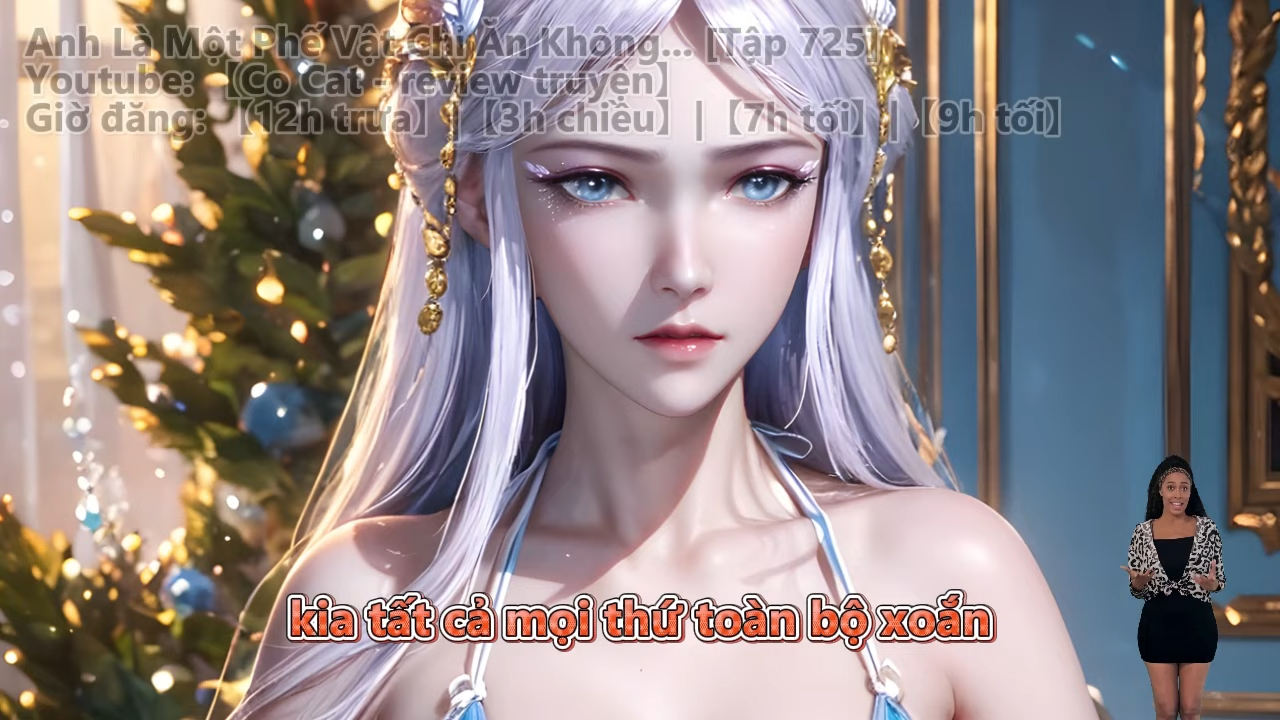 Anh Là Một Phế Vật Chỉ Ăn Không... [Tập 725]
Youtube: 【Co Cat - review truyện】
Giờ đăng: 【12h trưa】 | 【3h chiều】 | 【7h tối】 | 【9h tối】
kia tất cả mọi thứ toàn bộ xoắn